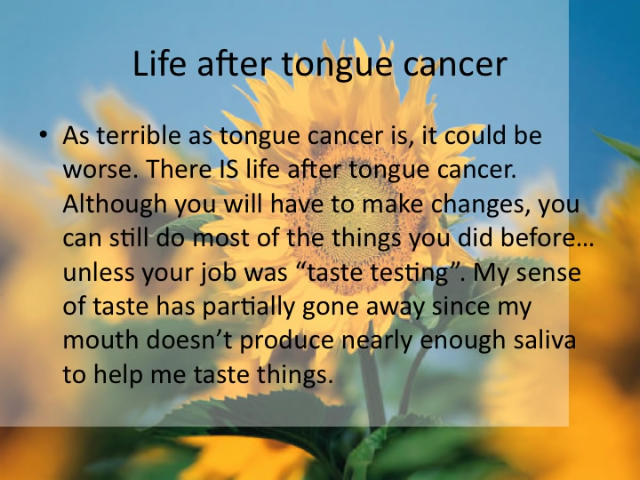 Life after tongue cancer
• As terrible as tongue cancer is, it could be
worse. There IS life after tongue cancer.
Although you will have to make changes, you
can still do most of the things you did before…
unless your job was “taste testing”. My sense
of taste has partially gone away since my
mouth doesn’t produce nearly enough saliva
to help me taste things.